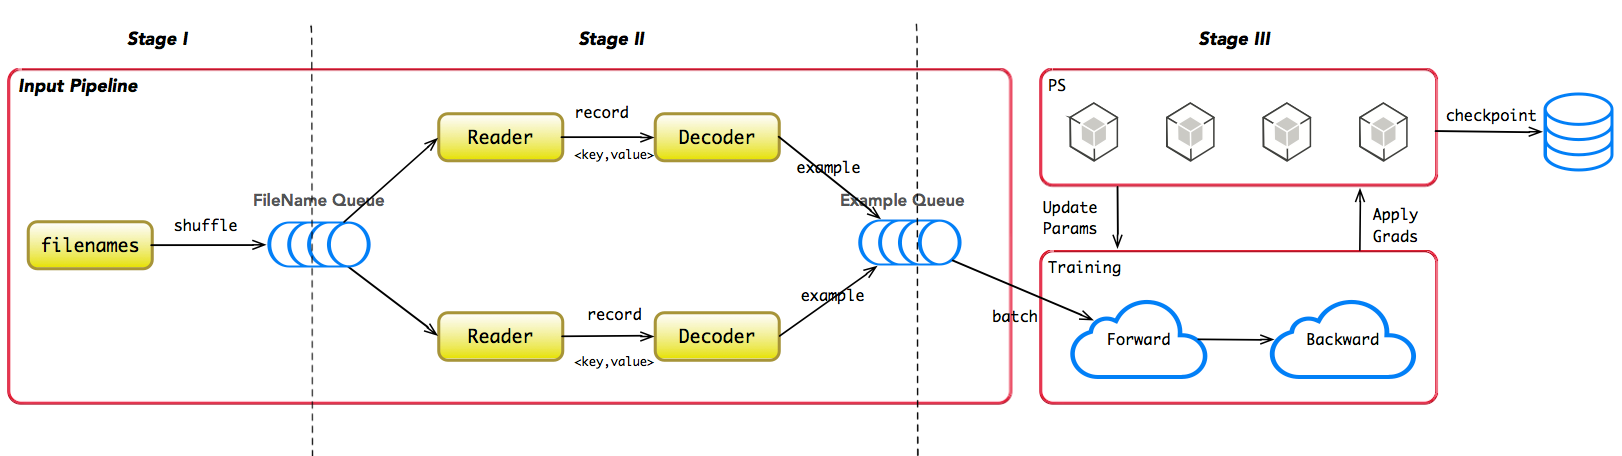 Stage I
Stage II
Stage III
Input Pipeline
filenames
shuffle
FileName Queue
Reader
record
<key,value>
Decoder
example
Reader
record
<key,value>
Decoder
example
Example Queue
batch
PS
checkpoint
Update
Params
Apply
Grads
Training
Forward
Backward